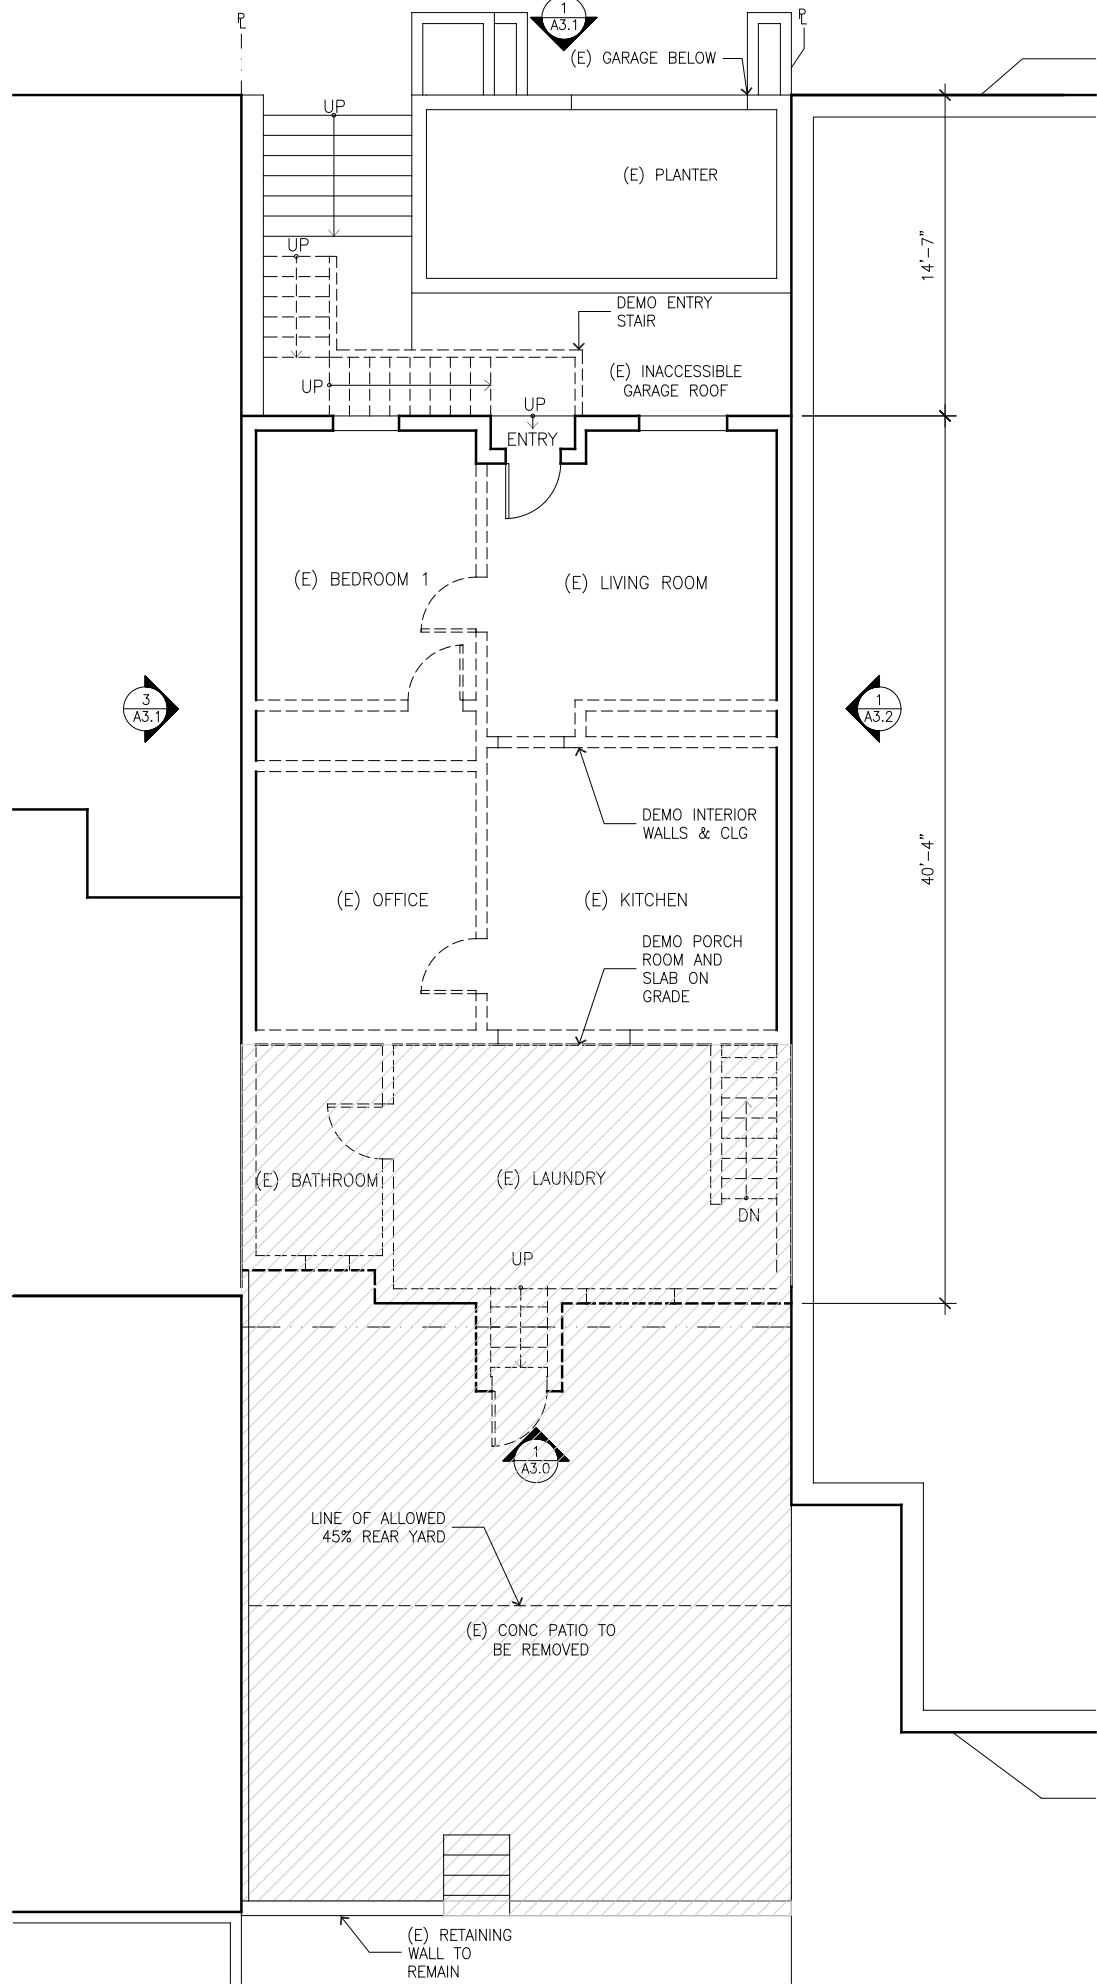 PL
1
A3.1
PL
(E) GARAGE BELOW
UP
(E) PLANTER
UP
14'-7"
DEMO ENTRY
STAIR
(E) INACCESSIBLE
GARAGE ROOF
UP
UP
ENTRY
(E) BEDROOM 1
(E) LIVING ROOM
3
A3.1
1
A3.2
DEMO INTERIOR
WALLS & CLG
40'-4"
(E) OFFICE
(E) KITCHEN
DEMO PORCH
ROOM AND
SLAB ON
GRADE
(E) BATHROOM
(E) LAUNDRY
DN
UP
1
A3.0
LINE OF ALLOWED
45% REAR YARD
(E) CONC PATIO TO
BE REMOVED
(E) RETAINING
WALL TO
REMAIN